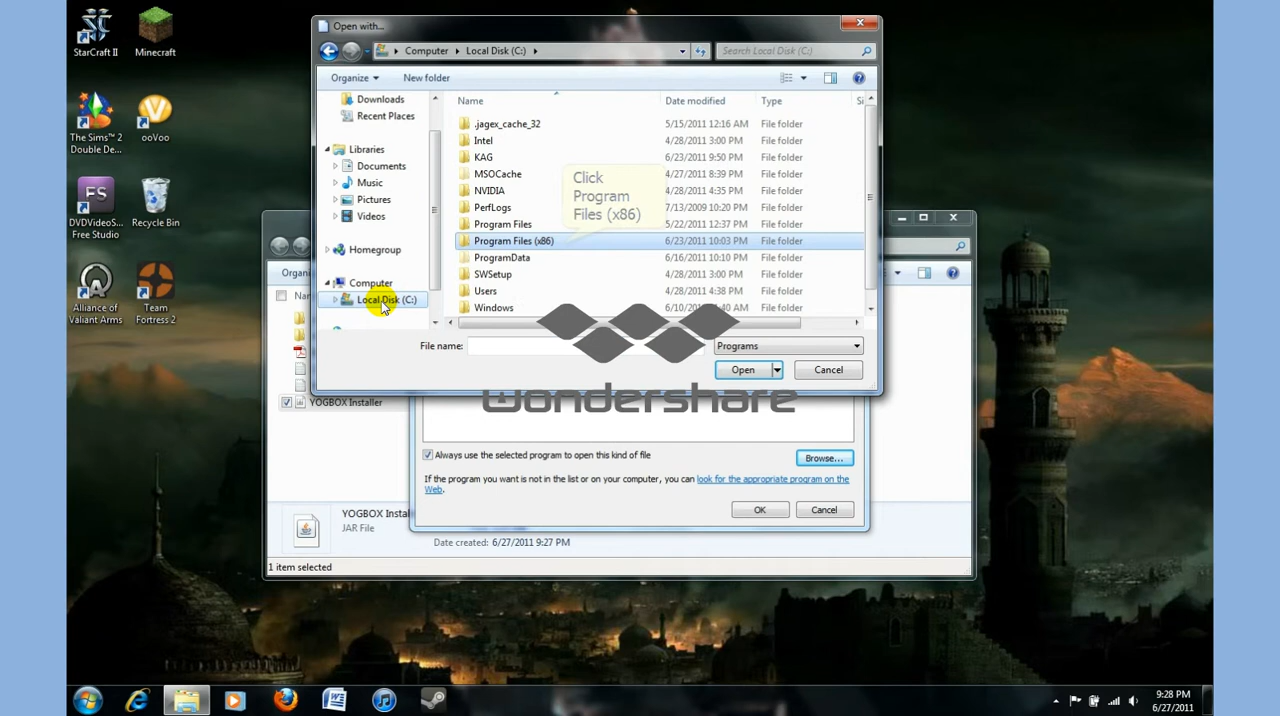 StarCraft II
Minecraft
The Sims™ 2
Double De...
ooVoo
DVDVideoS...
Free Studio
Recycle Bin
Alliance of
Valiant Arms
Team
Fortress 2
Open with...
Computer
Local Disk (C:)
Search Local Disk (C:)
Organize
New folder
Downloads
Recent Places
Libraries
Documents
Music
Pictures
Videos
Homegroup
Computer
Local Disk (C:)
Name Date modified Type Si
.jagex_cache_32 5/15/2011 12:16 AM File folder
Intel 4/28/2011 3:00 PM File folder
KAG 6/23/2011 9:50 PM File folder
MSOCache 4/27/2011 8:39 PM File folder
NVIDIA 4/28/2011 4:35 PM File folder
PerfLogs 7/13/2009 10:20 PM File folder
Program Files 5/22/2011 12:37 PM File folder
Program Files (x86) 6/23/2011 10:03 PM File folder
ProgramData 6/16/2011 10:10 PM File folder
SWSetup 4/28/2011 3:00 PM File folder
Users 4/28/2011 4:38 PM File folder
Windows File folder
Click
Program
Files (x86)
File name:
Programs
Open
Cancel
wondershare
Organi
Nam
YOGBOX Installer
Always use the selected program to open this kind of file
Browse...
If the program you want is not in the list or on your computer, you can look for the appropriate program on the
Web.
OK
Cancel
YOGBOX Instal
JAR File
Date created: 6/27/2011 9:27 PM
1 item selected
9:28 PM
6/27/2011